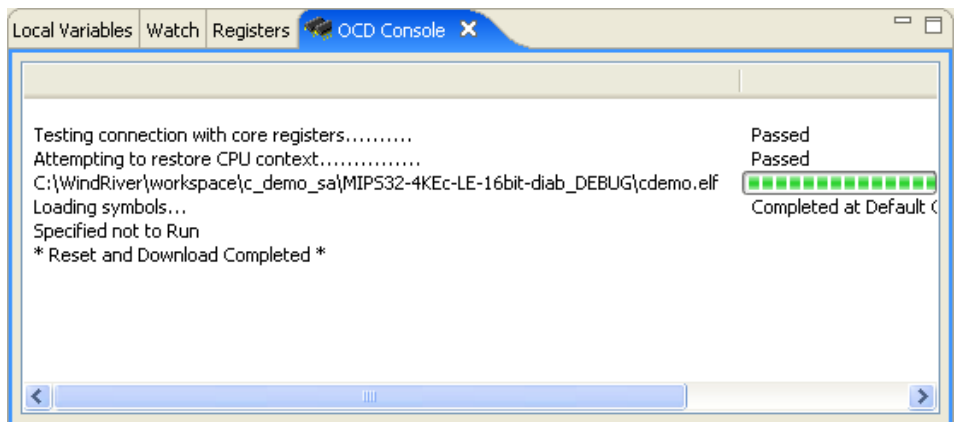 Local Variables Watch Registers OCD Console
Testing connection with core registers.......... Passed
Attempting to restore CPU context............... Passed
C:\WindRiver\workspace\c_demo_sa\MIPS32-4KEc-LE-16bit-diab_DEBUG\cdemo.elf
Loading symbols... Completed at Default
Specified not to Run
* Reset and Download Completed *